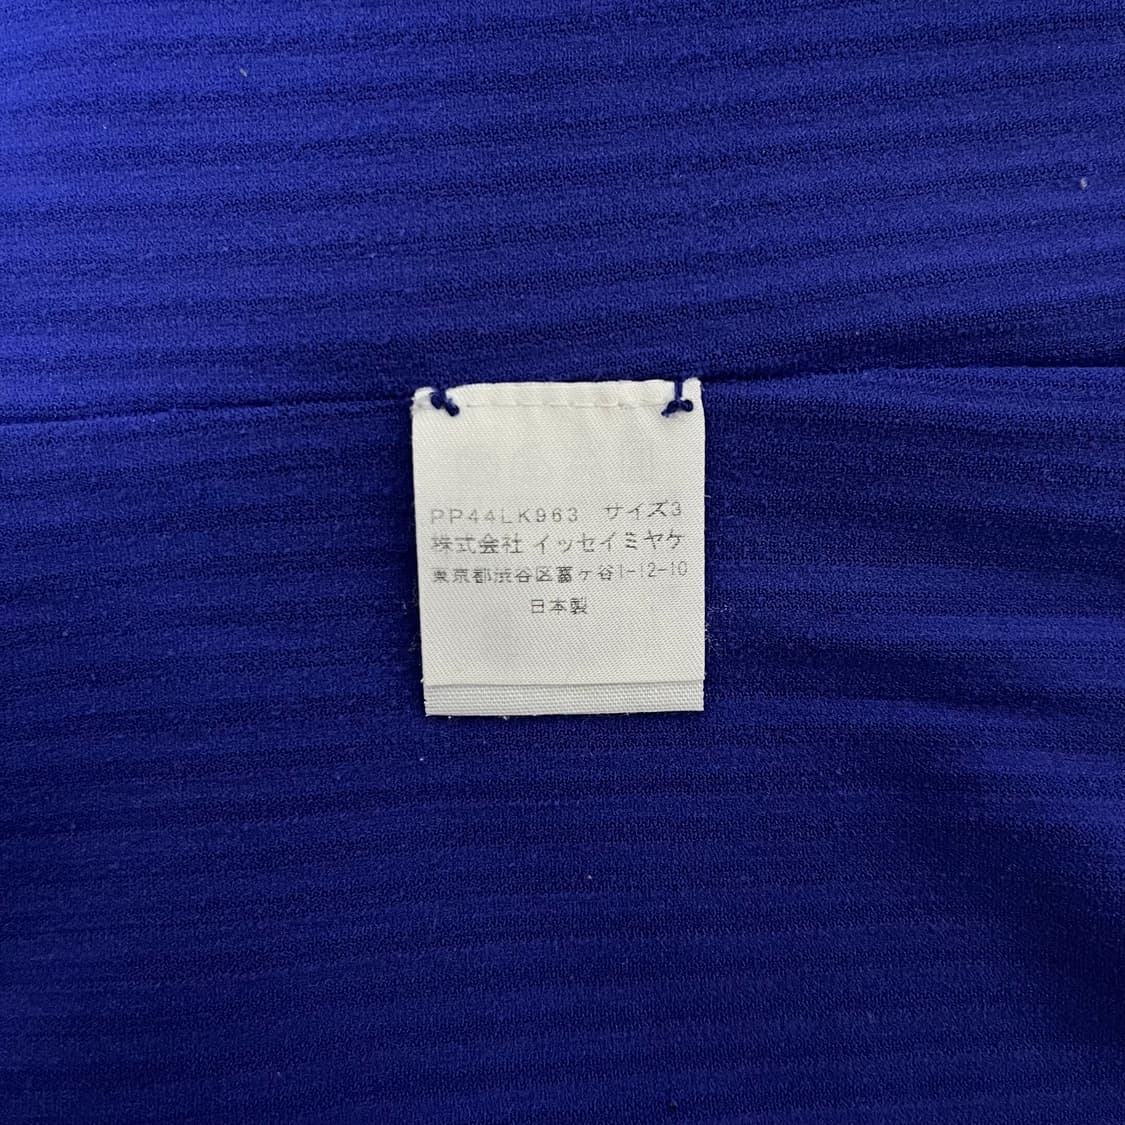 PP44LK963 サイズ3
株式会社 イッセイミヤケ
東京都渋谷区富ヶ谷1-12-10
日本製